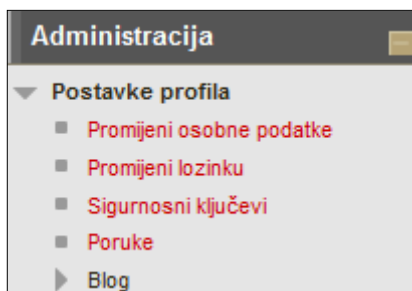 Administracija
Postavke profila
Promijeni osobne podatke
Promijeni lozinku
Sigurnosni ključevi
Poruke
Blog